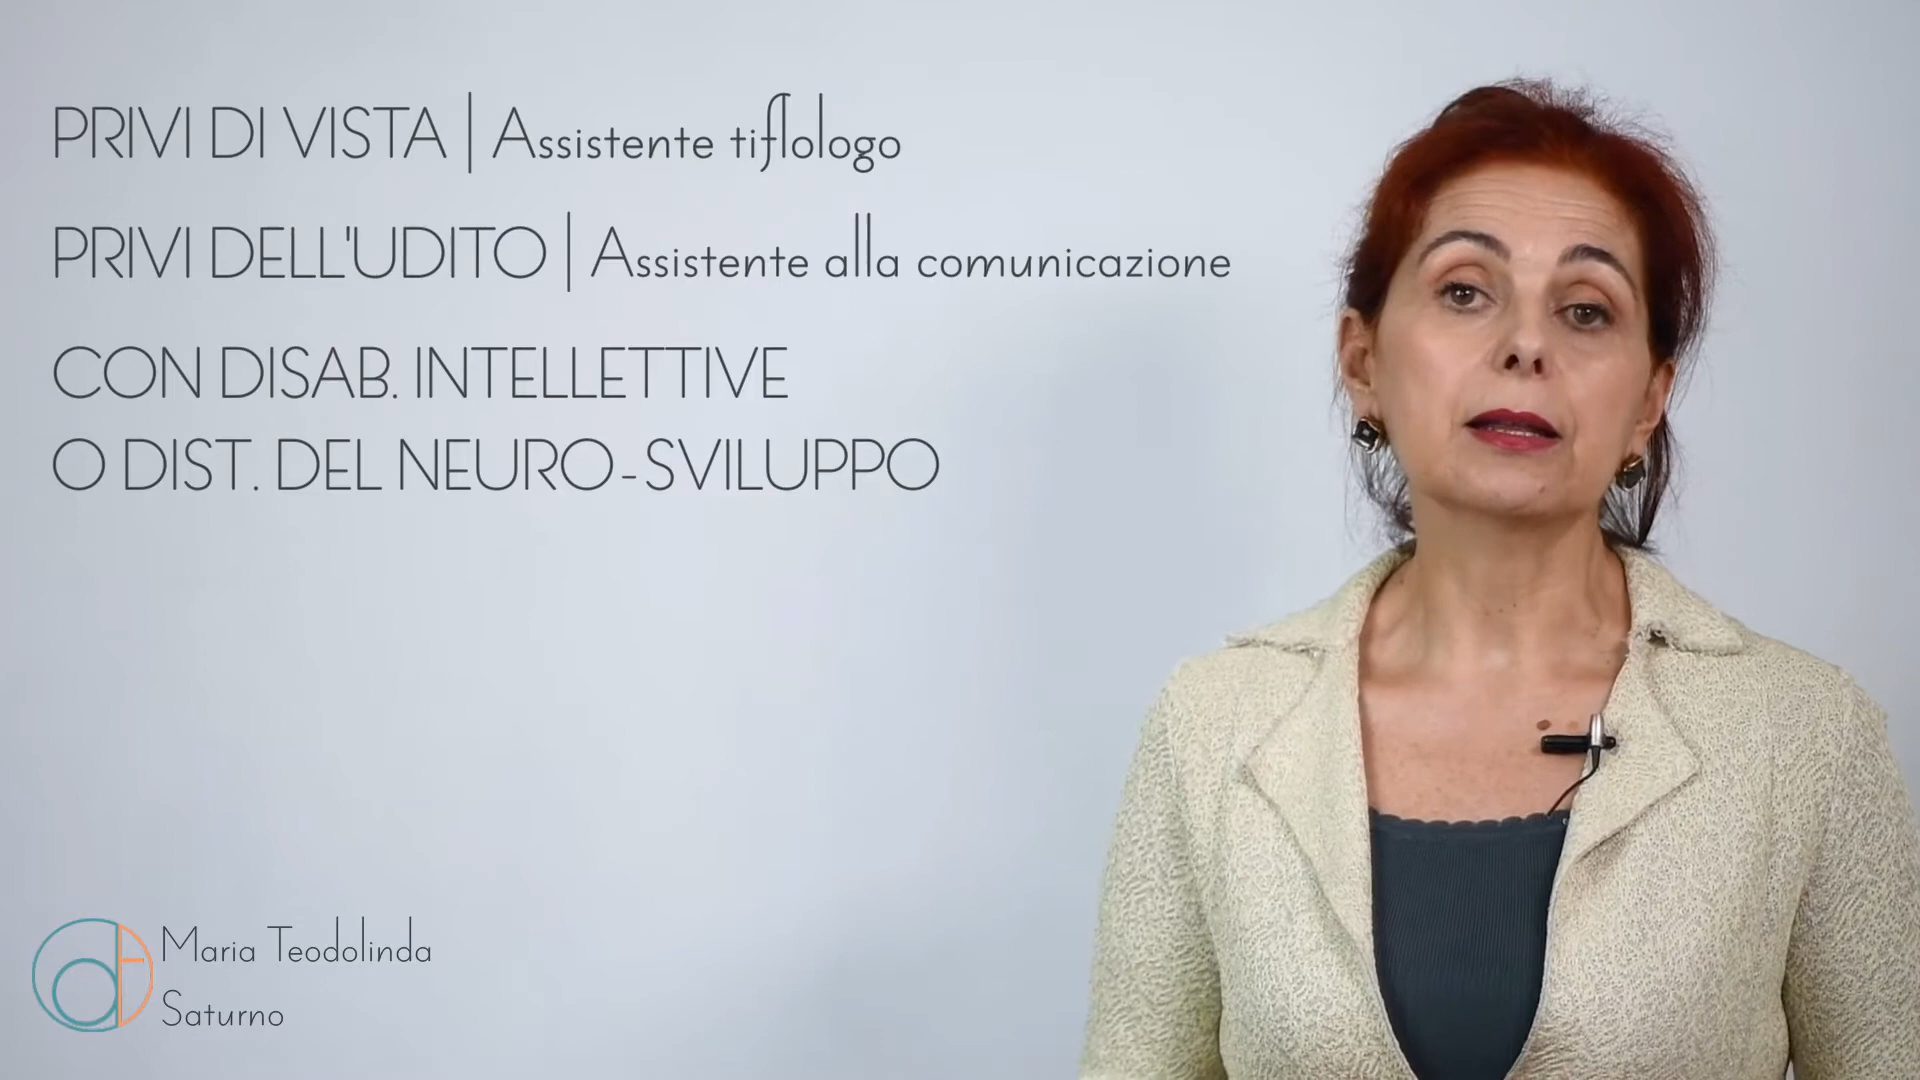 PRIVI DI VISTA | Assistente tiflologo
PRIVI DELL'UDITO | Assistente alla comunicazione
CON DISAB. INTELLETTIVE
O DIST. DEL NEURO-SVILUPPO
Maria Teodolinda
Saturno